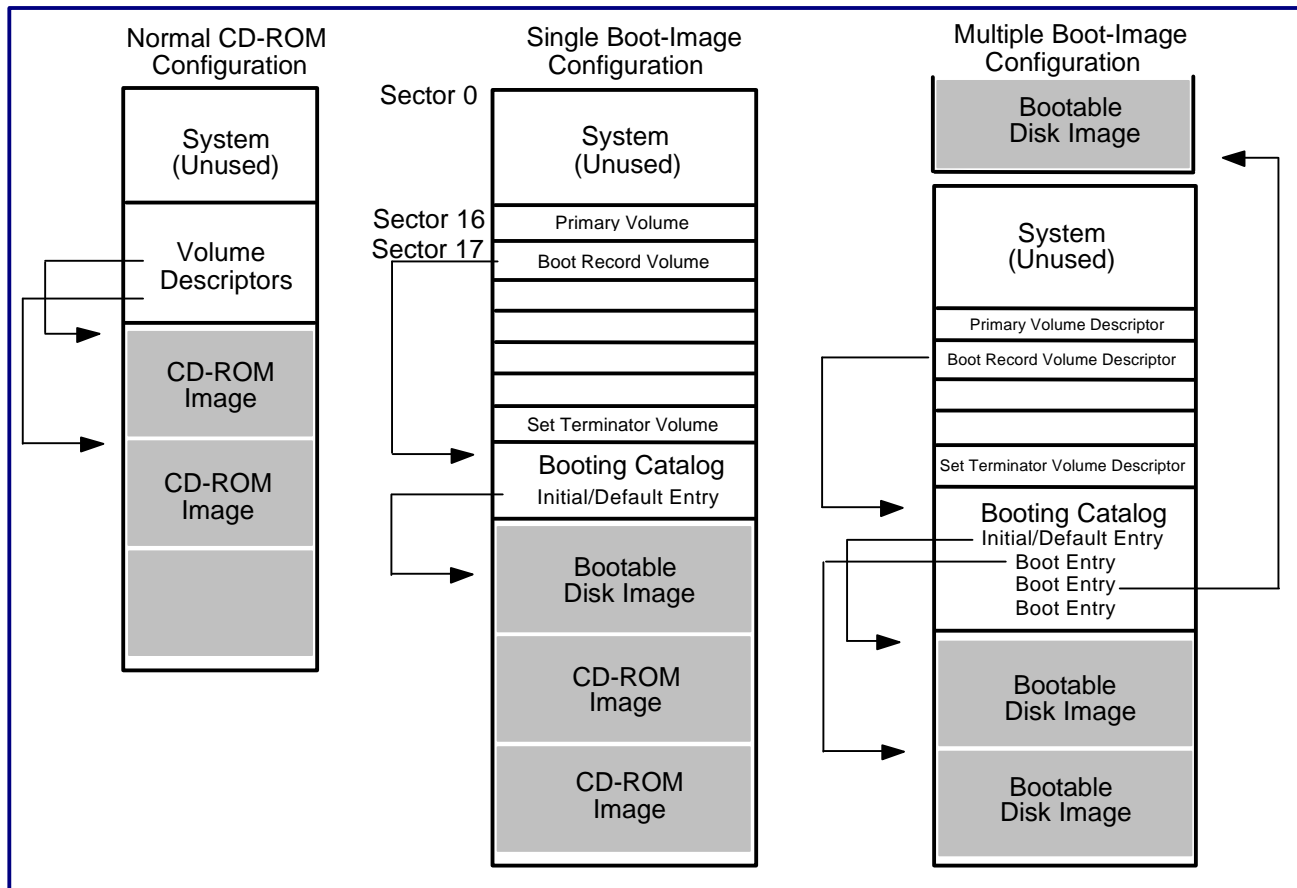 Normal CD-ROM
Configuration
System
(Unused)
Volume
Descriptors
CD-ROM
Image
CD-ROM
Image
Single Boot-Image
Configuration
Sector 0
System
(Unused)
Sector 16
Primary Volume
Sector 17
Boot Record Volume
Set Terminator Volume
Booting Catalog
Initial/Default Entry
Bootable
Disk Image
CD-ROM
Image
CD-ROM
Image
Multiple Boot-Image
Configuration
Bootable
Disk Image
System
(Unused)
Primary Volume Descriptor
Boot Record Volume Descriptor
Set Terminator Volume Descriptor
Booting Catalog
Initial/Default Entry
Boot Entry
Boot Entry
Boot Entry
Bootable
Disk Image
Bootable
Disk Image